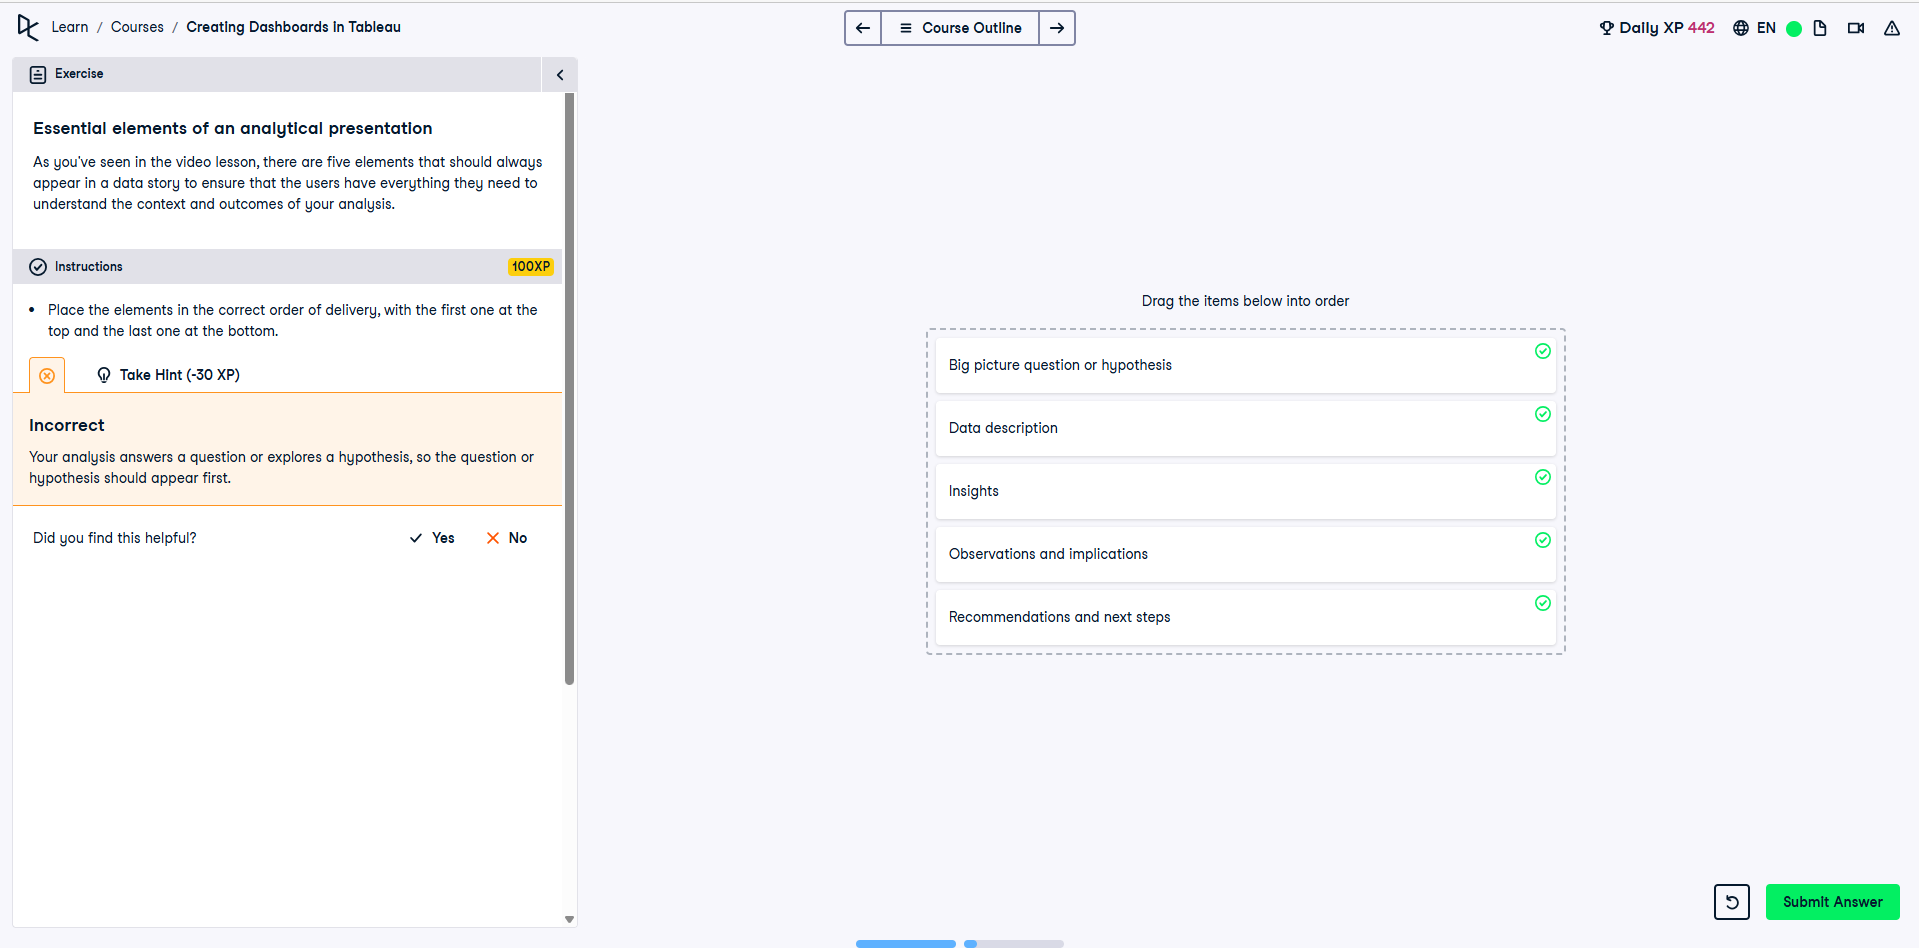 Learn / Courses / Creating Dashboards in Tableau
Course Outline
Daily XP 442
EN
Exercise
Essential elements of an analytical presentation
As you've seen in the video lesson, there are five elements that should always
appear in a data story to ensure that the users have everything they need to
understand the context and outcomes of your analysis.
Instructions
100XP
• Place the elements in the correct order of delivery, with the first one at the
top and the last one at the bottom.
Take Hint (-30 XP)
Incorrect
Your analysis answers a question or explores a hypothesis, so the question or
hypothesis should appear first.
Did you find this helpful?
Yes
No
Drag the items below into order
Big picture question or hypothesis
Data description
Insights
Observations and implications
Recommendations and next steps
Submit Answer